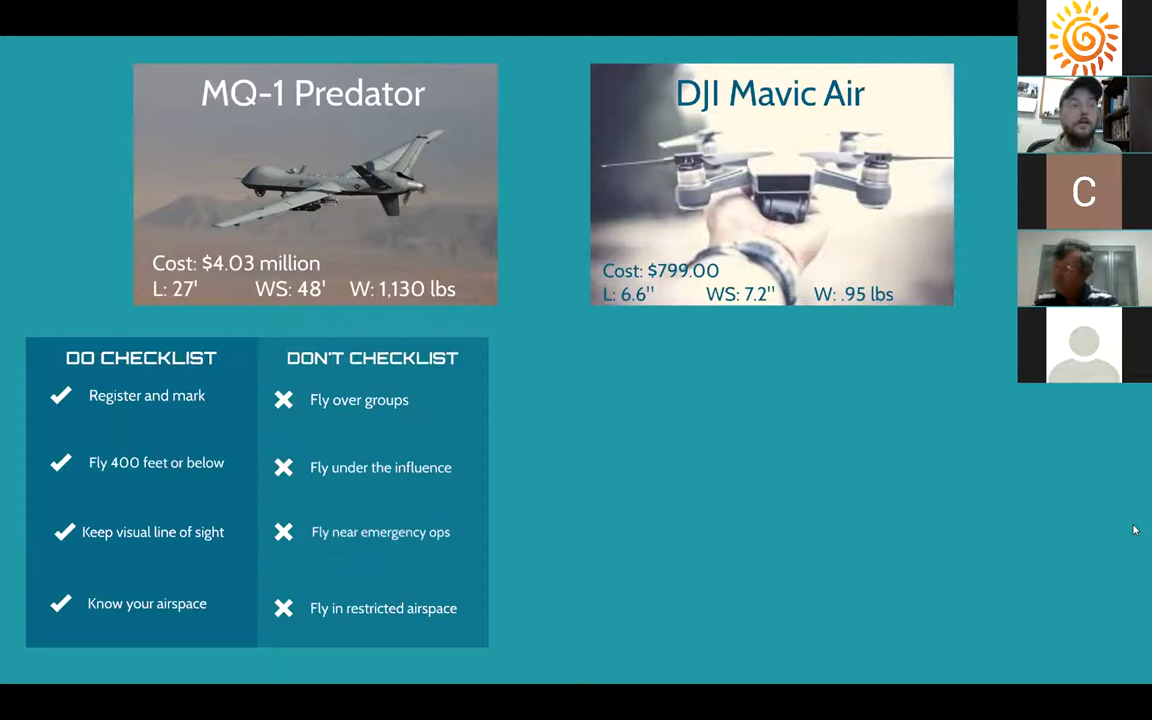 MQ-1 Predator
Cost: $4.03 million
L: 27' WS: 48' W: 1,130 lbs
DJI Mavic Air
Cost: $799.00
L: 6.6" WS: 7.2" W: .95 lbs
C
DO CHECKLIST
Register and mark
Fly 400 feet or below
Keep visual line of sight
Know your airspace
DON'T CHECKLIST
Fly over groups
Fly under the influence
Fly near emergency ops
Fly in restricted airspace